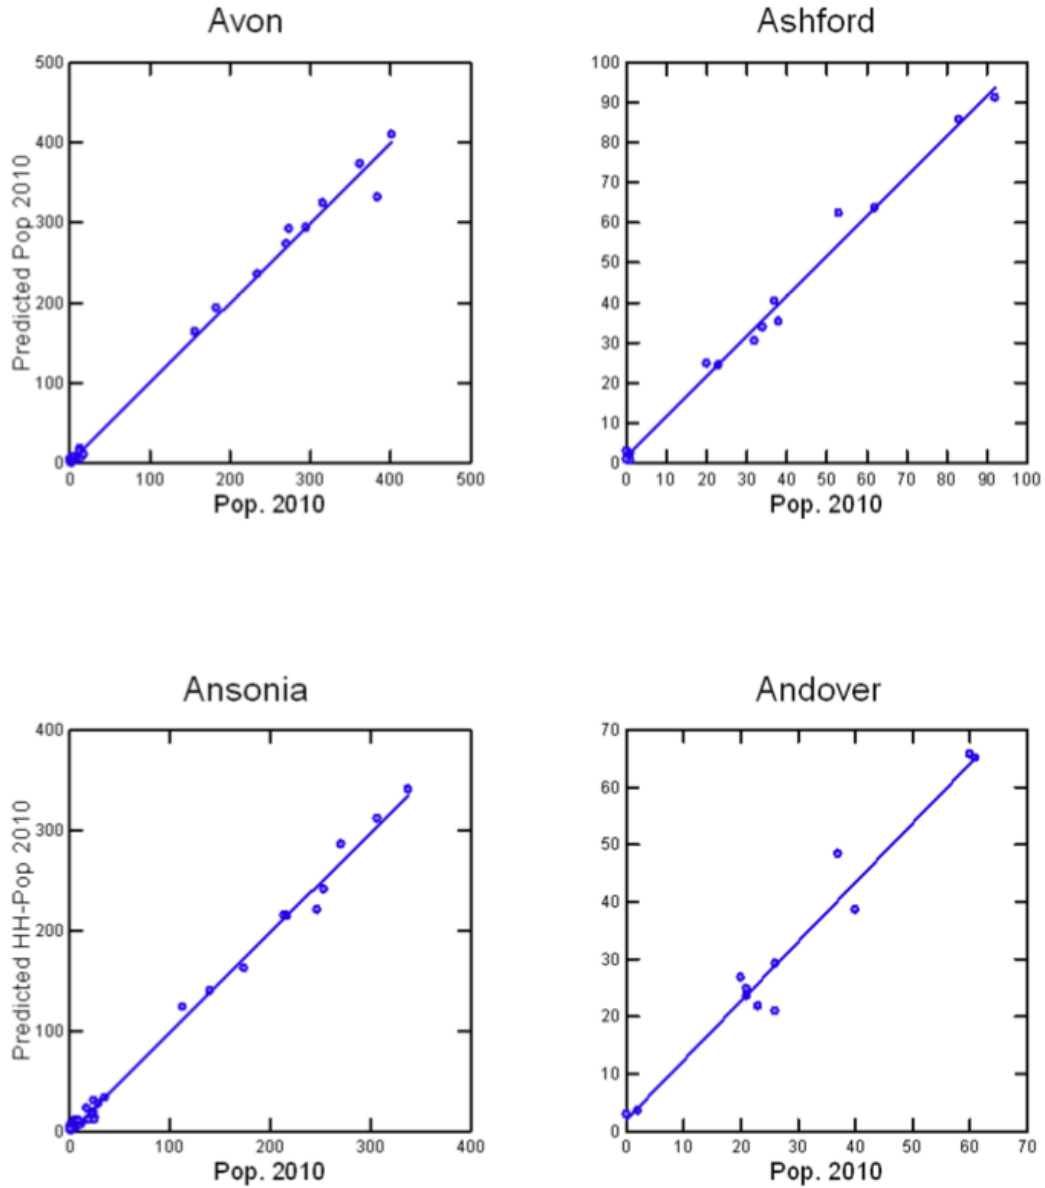 Avon
Ashford
500
400
300
200
100
0
Predicted Pop 2010
0 100 200 300 400 500
Pop. 2010
100
90
80
70
60
50
40
30
20
10
0
0 10 20 30 40 50 60 70 80 90 100
Pop. 2010
Ansonia
Andover
400
300
200
100
0
Predicted HH-Pop 2010
0 100 200 300 400
Pop. 2010
70
60
50
40
30
20
10
0
0 10 20 30 40 50 60 70
Pop. 2010